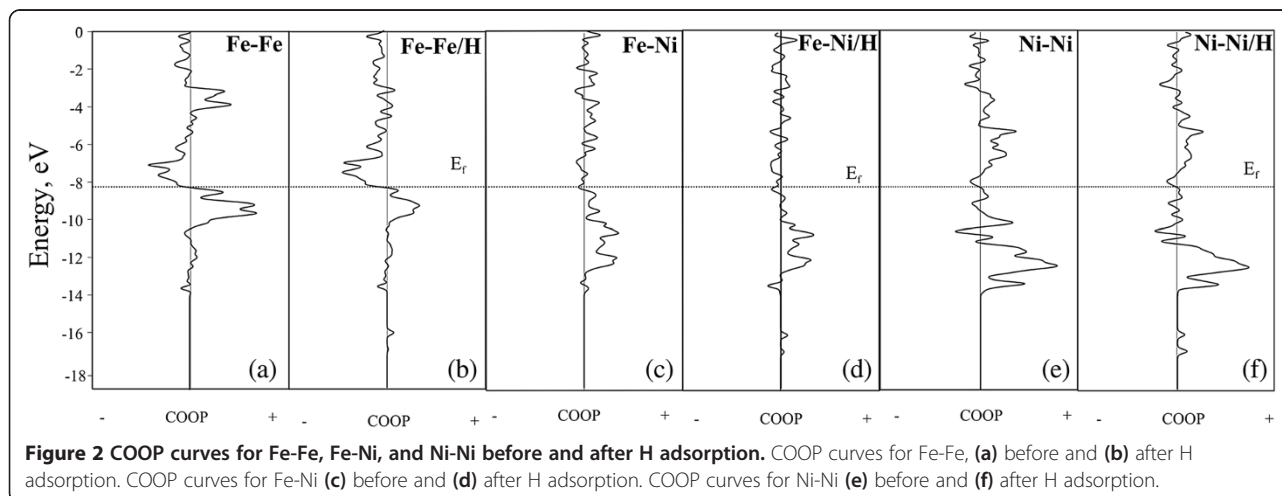 0
-2
-4
-6
-8
-10
-12
-14
-16
-18
Energy, eV
Fe-Fe
Fe-Fe/H
Fe-Ni
Fe-Ni/H
Ni-Ni
Ni-Ni/H
E_f
E_f
E_f
(a)
(b)
(c)
(d)
(e)
(f)
- COOP +
- COOP +
- COOP +
- COOP +
- COOP +
- COOP +
Figure 2 COOP curves for Fe-Fe, Fe-Ni, and Ni-Ni before and after H adsorption. COOP curves for Fe-Fe, (a) before and (b) after H
adsorption. COOP curves for Fe-Ni (c) before and (d) after H adsorption. COOP curves for Ni-Ni (e) before and (f) after H adsorption.